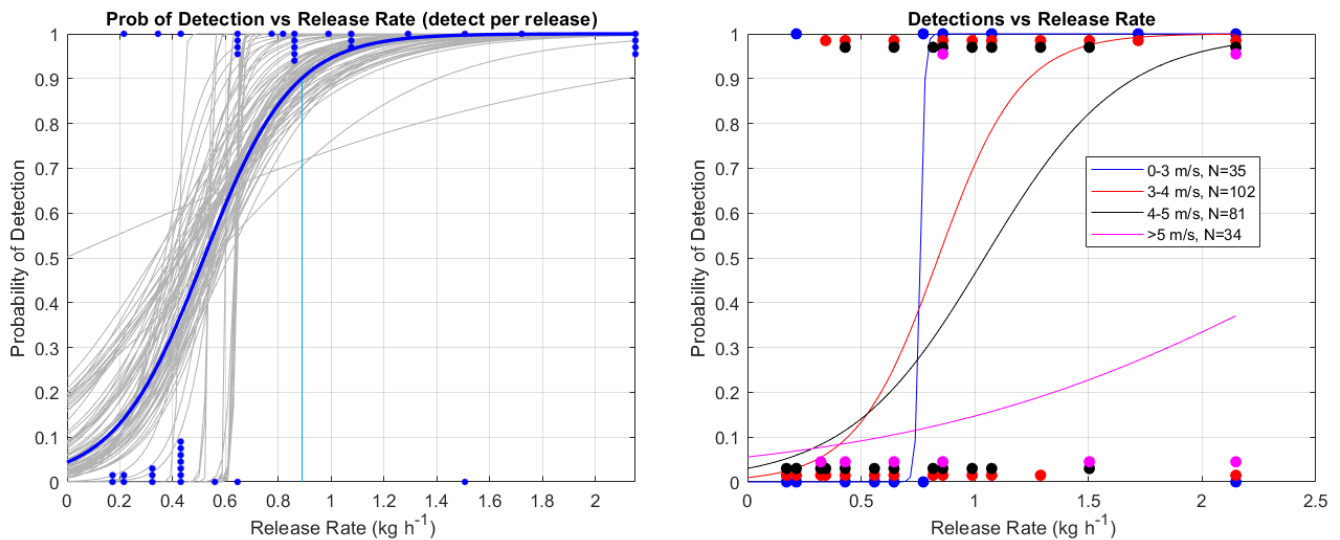 Prob of Detection vs Release Rate (detect per release)
Probability of Detection
1
0.9
0.8
0.7
0.6
0.5
0.4
0.3
0.2
0.1
0
0 0.2 0.4 0.6 0.8 1 1.2 1.4 1.6 1.8 2
Release Rate (kg h⁻¹)
Detections vs Release Rate
Probability of Detection
1
0.9
0.8
0.7
0.6
0.5
0.4
0.3
0.2
0.1
0
0-3 m/s, N=35
3-4 m/s, N=102
4-5 m/s, N=81
>5 m/s, N=34
0 0.5 1 1.5 2 2.5
Release Rate (kg h⁻¹)